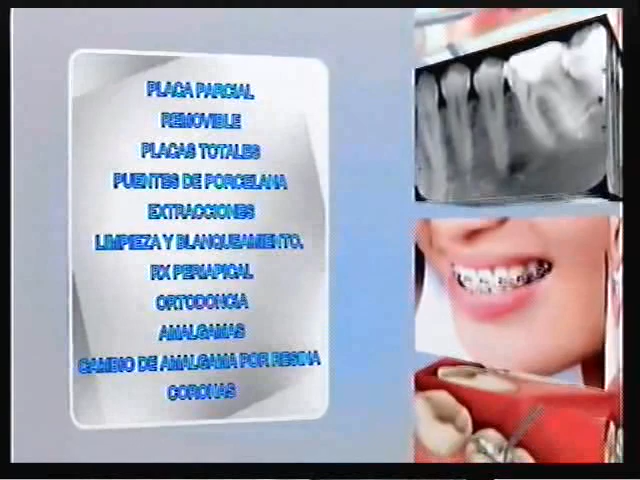 PLACA PARCIAL
REMOVIBLE
PLACAS TOTALES
PUENTES DE PORCELANA
EXTRACCIONES
LIMPIEZA Y BLANQUEAMIENTO.
RX PERIAPICAL
ORTODONCIA
AMALGAMAS
CAMBIO DE AMALGAMA POR RESINA
CORONAS